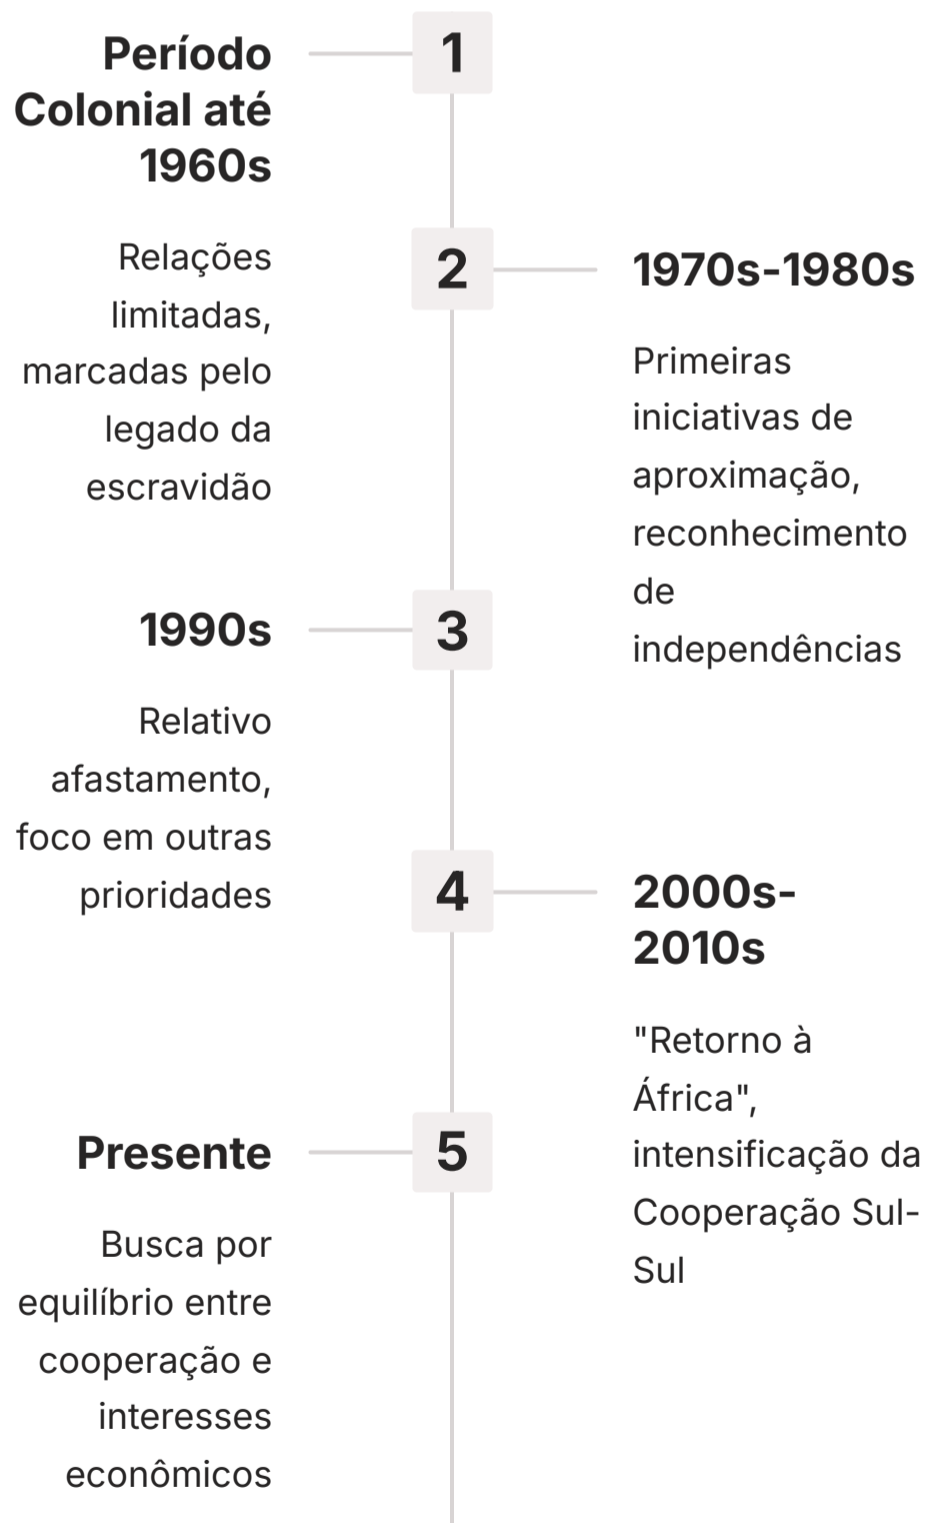 1
Período
Colonial até
1960s
Relações
limitadas,
marcadas pelo
legado da
escravidão
2
1970s-1980s
Primeiras
iniciativas de
aproximação,
reconhecimento
de
independências
3
1990s
Relativo
afastamento,
foco em outras
prioridades
4
2000s-
2010s
"Retorno à
África",
intensificação da
Cooperação Sul-
Sul
5
Presente
Busca por
equilíbrio entre
cooperação e
interesses
econômicos